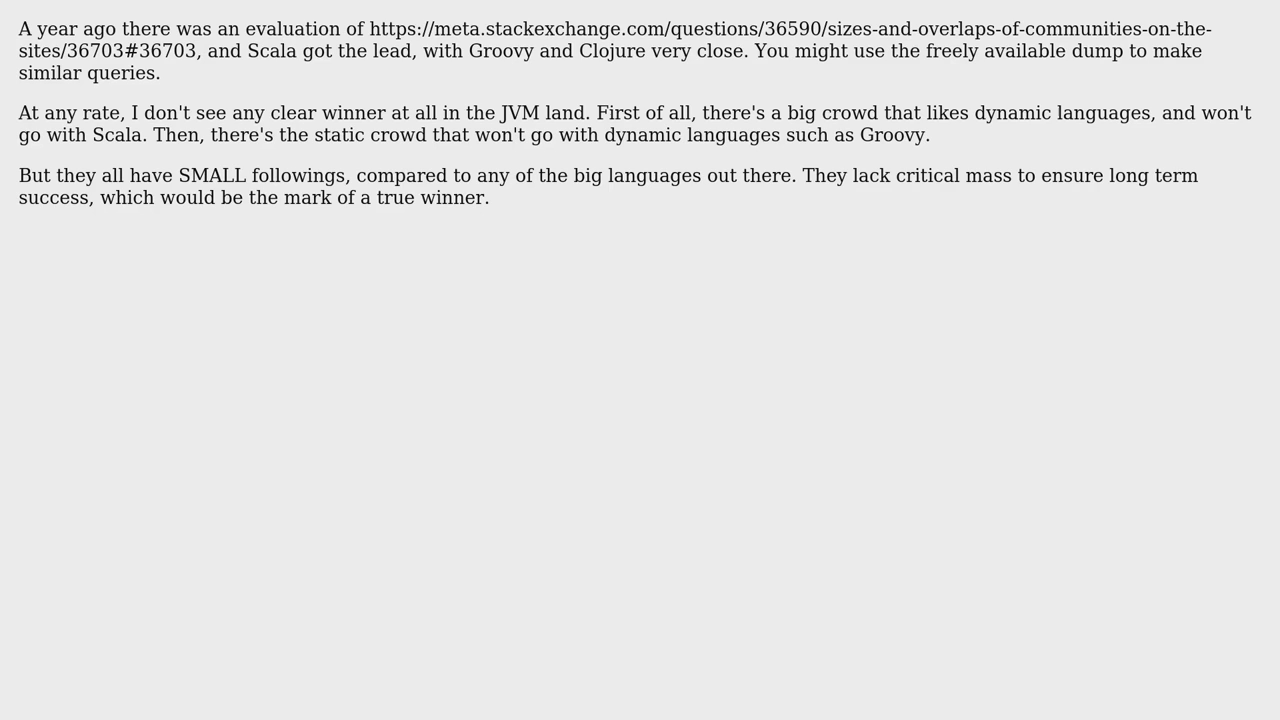 A year ago there was an evaluation of https://meta.stackexchange.com/questions/36590/sizes-and-overlaps-of-communities-on-the-
sites/36703#36703, and Scala got the lead, with Groovy and Clojure very close. You might use the freely available dump to make
similar queries.
At any rate, I don't see any clear winner at all in the JVM land. First of all, there's a big crowd that likes dynamic languages, and won't
go with Scala. Then, there's the static crowd that won't go with dynamic languages such as Groovy.
But they all have SMALL followings, compared to any of the big languages out there. They lack critical mass to ensure long term
success, which would be the mark of a true winner.